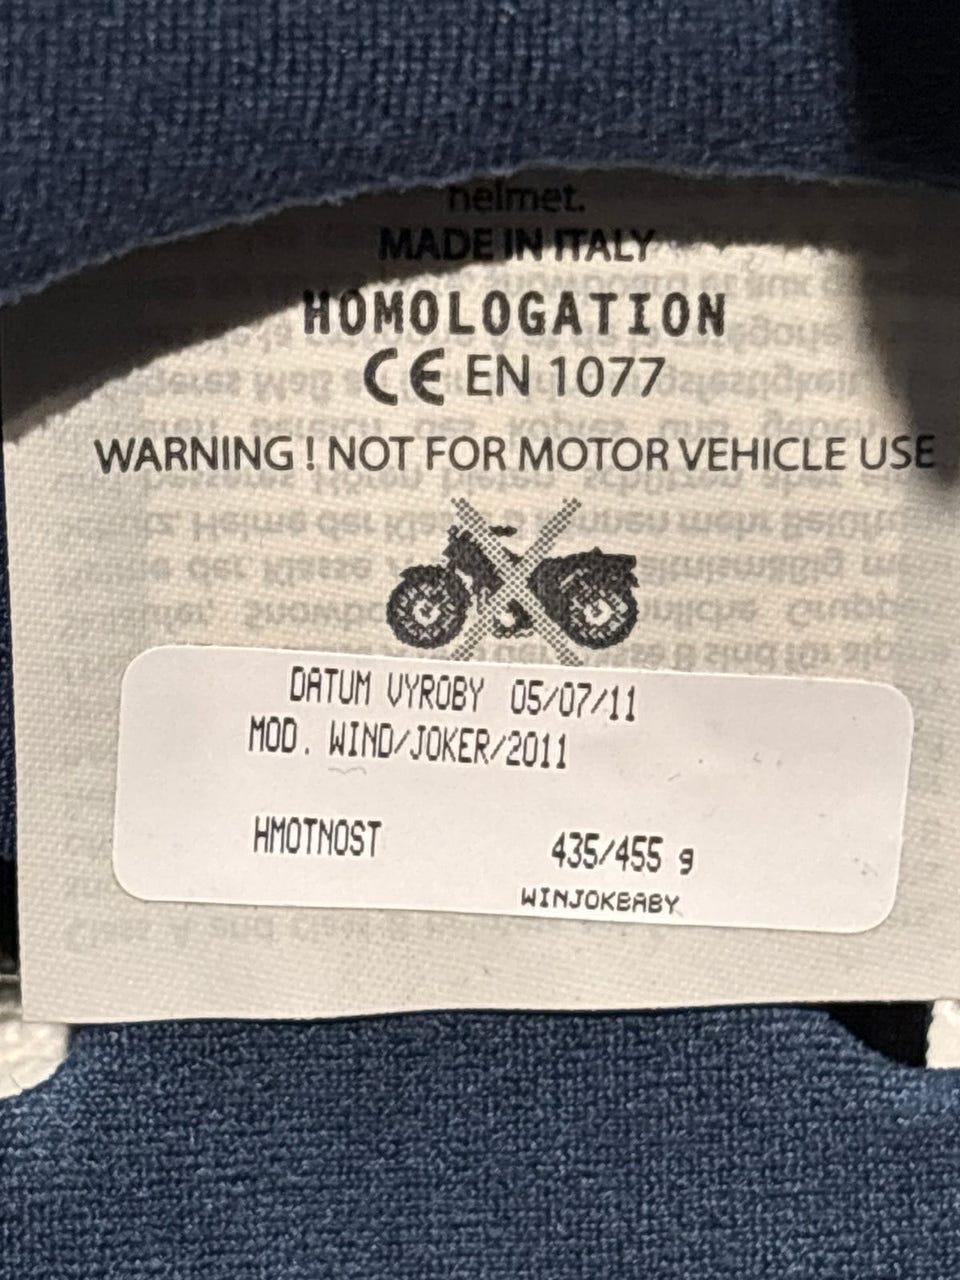 helmet.
MADE IN ITALY
HOMOLOGATION
CE EN 1077
WARNING ! NOT FOR MOTOR VEHICLE USE
DATUM VYROBY 05/07/11
MOD. WIND/JOKER/2011
HMOTNOST 435/455 g
WINJOKBABY